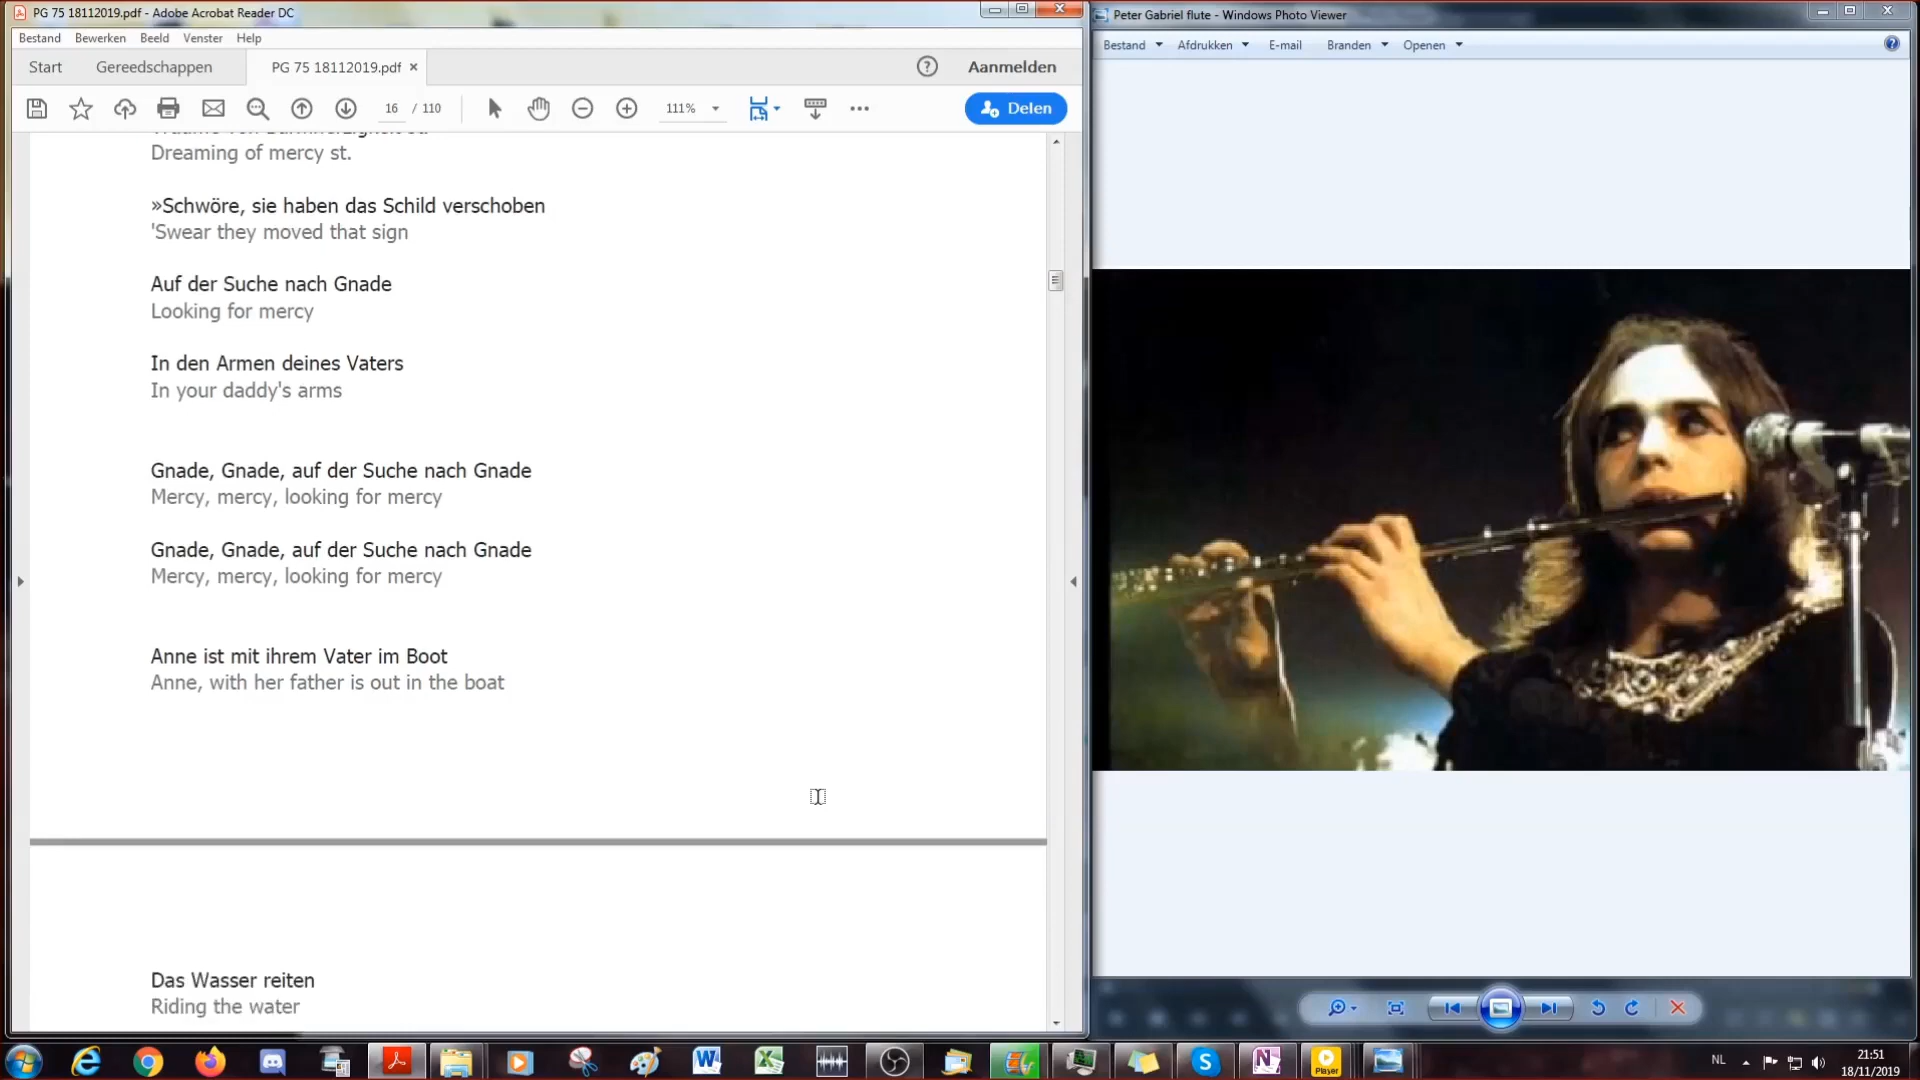 PG 75 18112019.pdf - Adobe Acrobat Reader DC
Bestand Bewerken Beeld Venster Help
Start Gereedschappen PG 75 18112019.pdf × Aanmelden
16 / 110 111% Delen
Dreaming of mercy st.
»Schwöre, sie haben das Schild verschoben
'Swear they moved that sign
Auf der Suche nach Gnade
Looking for mercy
In den Armen deines Vaters
In your daddy's arms
Gnade, Gnade, auf der Suche nach Gnade
Mercy, mercy, looking for mercy
Gnade, Gnade, auf der Suche nach Gnade
Mercy, mercy, looking for mercy
Anne ist mit ihrem Vater im Boot
Anne, with her father is out in the boat
Das Wasser reiten
Riding the water
Peter Gabriel flute - Windows Photo Viewer
Bestand Afdrukken E-mail Branden Openen
Player
NL
21:51
18/11/2019